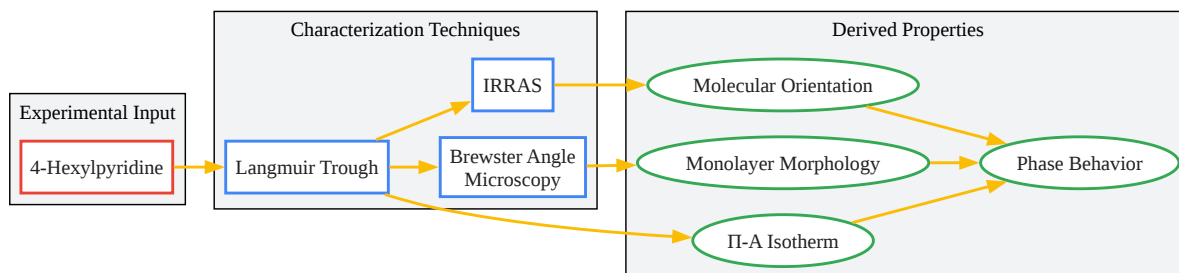 Characterization Techniques
Derived Properties
IRRAS
Molecular Orientation
Experimental Input
4-Hexylpyridine
Langmuir Trough
Brewster Angle
Microscopy
Monolayer Morphology
Phase Behavior
Π-A Isotherm